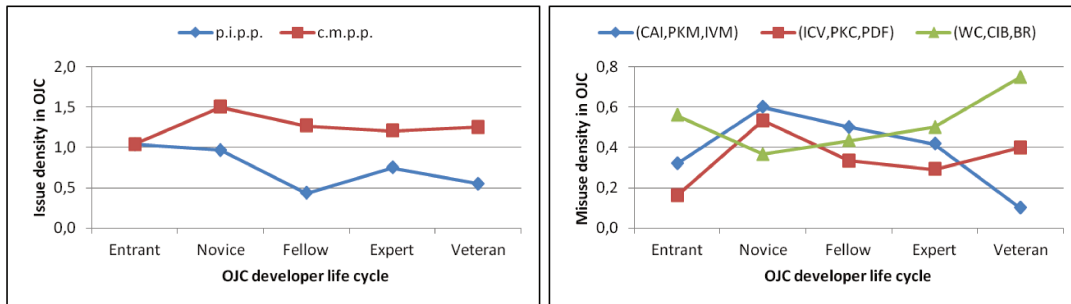 p.i.p.p. c.m.p.p.
Issue density in OJC
2,0
1,5
1,0
0,5
0,0
Entrant Novice Fellow Expert Veteran
OJC developer life cycle
(CAI,PKM,IVM) (ICV,PKC,PDF) (WC,CIB,BR)
Misuse density in OJC
0,8
0,6
0,4
0,2
0,0
Entrant Novice Fellow Expert Veteran
OJC developer life cycle